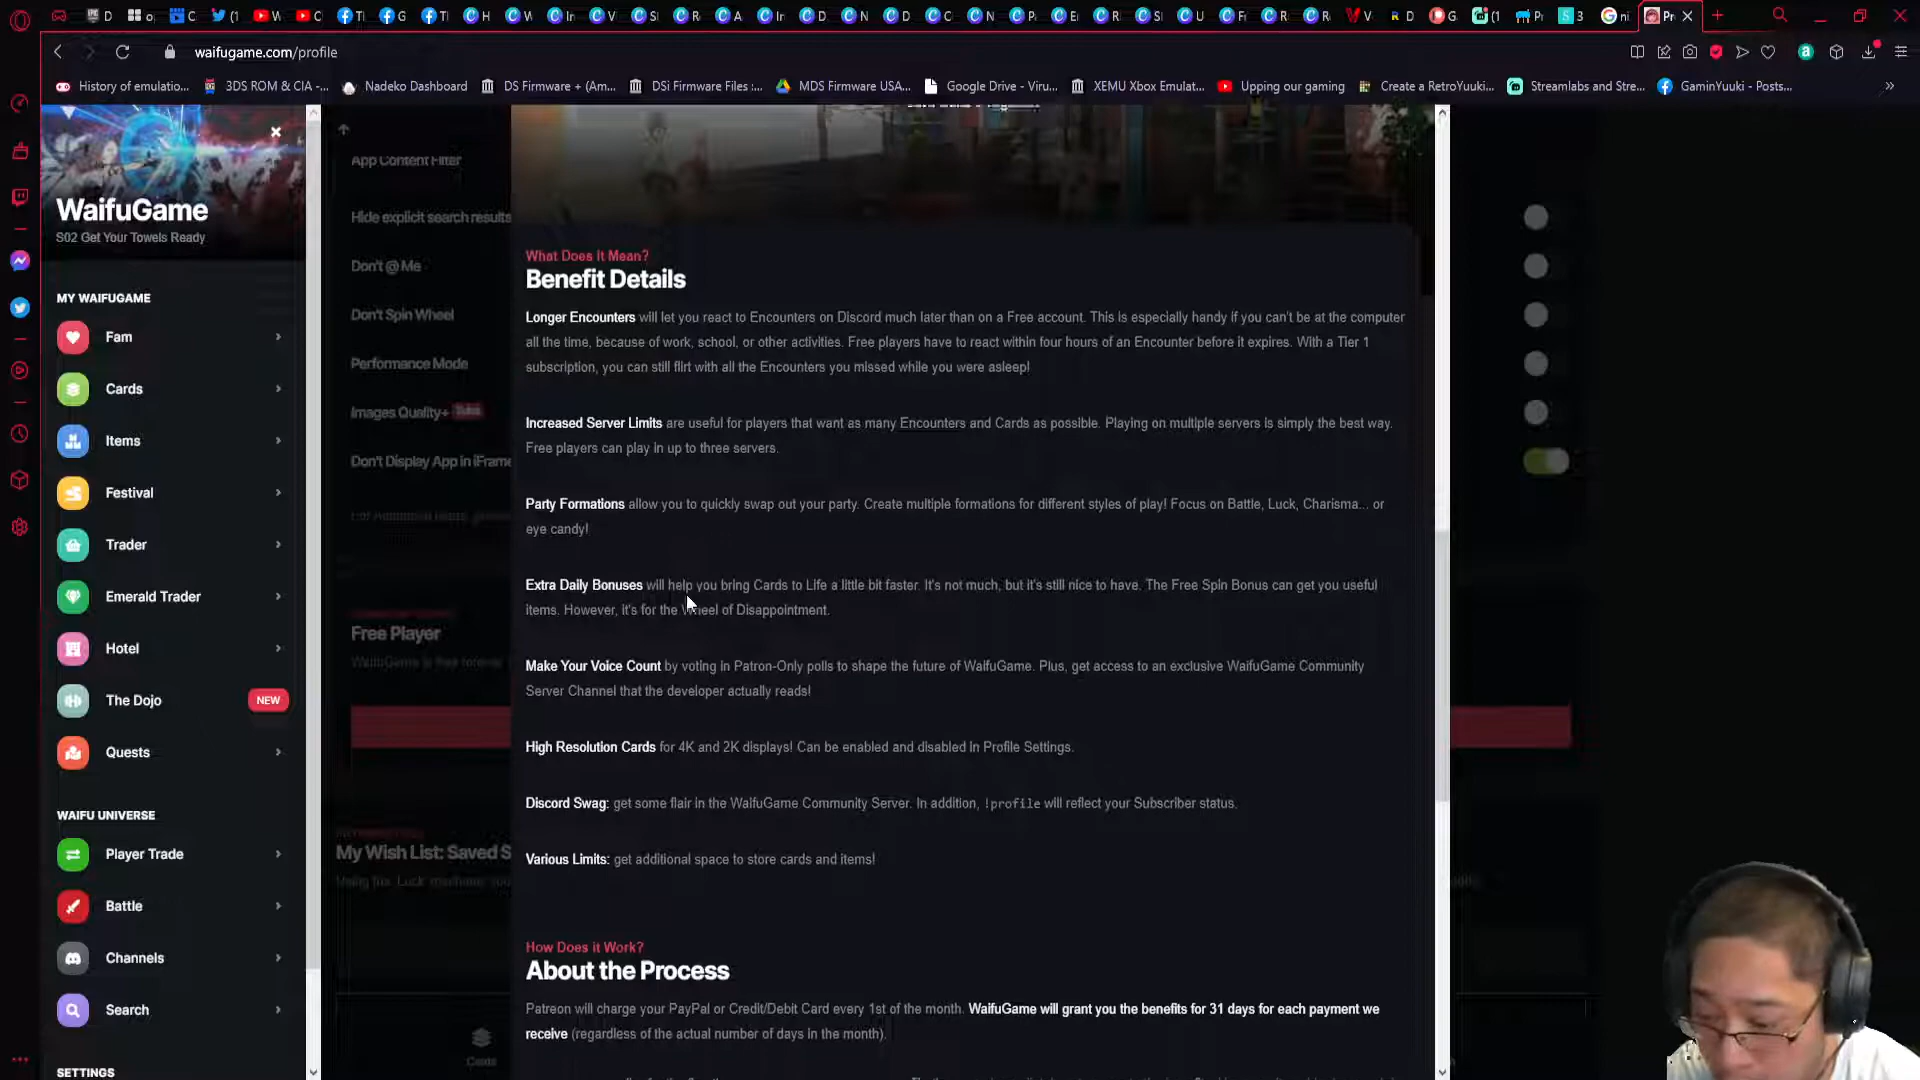 waifugame.com/profile
History of emulatio...
3DS ROM & CIA -...
Nadeko Dashboard
DS Firmware + (Am...
DSi Firmware Files :...
MDS Firmware USA...
Google Drive - Viru...
XEMU Xbox Emulat...
Upping our gaming
Create a RetroYuuki...
Streamlabs and Stre...
GaminYuuki - Posts...
WaifuGame
S02 Get Your Towels Ready
MY WAIFUGAME
Fam
Cards
Items
Festival
Trader
Emerald Trader
Hotel
The Dojo
NEW
Quests
WAIFU UNIVERSE
Player Trade
Battle
Channels
Search
SETTINGS
App Content Filter
Hide explicit search results
Don't @ Me
Don't Spin Wheel
Performance Mode
Images Quality+
Don't Display App in iFrame
Free Player
My Wish List: Saved S
Cards
What Does It Mean?
Benefit Details
Longer Encounters will let you react to Encounters on Discord much later than on a Free account. This is especially handy if you can't be at the computer
all the time, because of work, school, or other activities. Free players have to react within four hours of an Encounter before it expires. With a Tier 1
subscription, you can still flirt with all the Encounters you missed while you were asleep!
Increased Server Limits are useful for players that want as many Encounters and Cards as possible. Playing on multiple servers is simply the best way.
Free players can play in up to three servers.
Party Formations allow you to quickly swap out your party. Create multiple formations for different styles of play! Focus on Battle, Luck, Charisma... or
eye candy!
Extra Daily Bonuses will help you bring Cards to Life a little bit faster. It's not much, but it's still nice to have. The Free Spin Bonus can get you useful
items. However, it's for the Wheel of Disappointment.
Make Your Voice Count by voting in Patron-Only polls to shape the future of WaifuGame. Plus, get access to an exclusive WaifuGame Community
Server Channel that the developer actually reads!
High Resolution Cards for 4K and 2K displays! Can be enabled and disabled in Profile Settings.
Discord Swag: get some flair in the WaifuGame Community Server. In addition, !profile will reflect your Subscriber status.
Various Limits: get additional space to store cards and items!
How Does it Work?
About the Process
Patreon will charge your PayPal or Credit/Debit Card every 1st of the month. WaifuGame will grant you the benefits for 31 days for each payment we
receive (regardless of the actual number of days in the month).